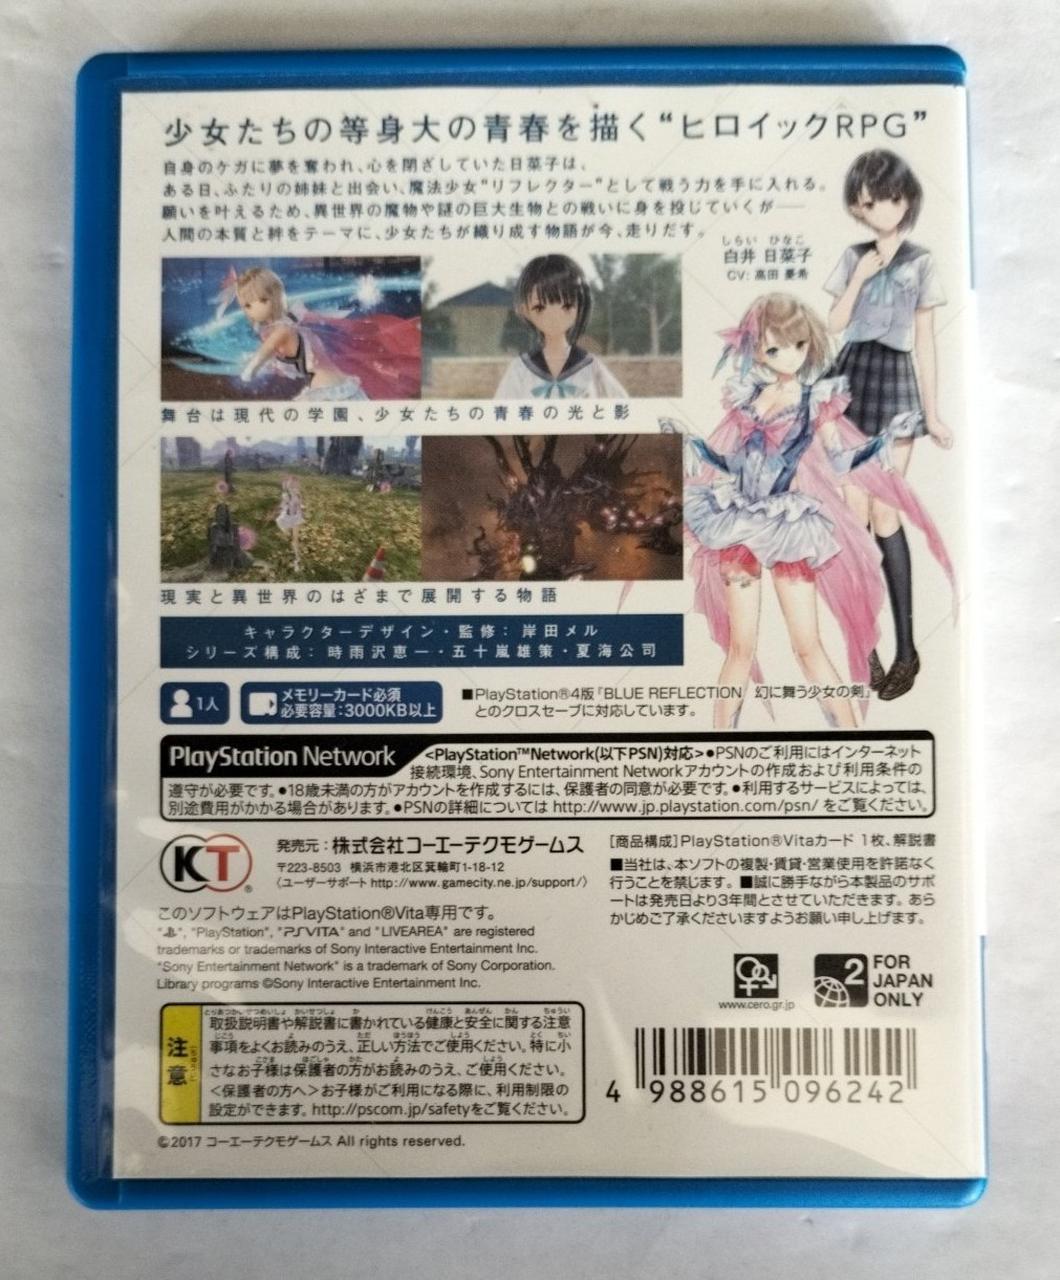 少女たちの等身大の青春を描く“ヒロイックRPG”
自身のケガに夢を奪われ、心を閉ざしていた日菜子は、
ある日、ふたりの姉妹と出会い、魔法少女“リフレクター”として戦う力を手に入れる。
願いを叶えるため、異世界の魔物や謎の巨大生物との戦いに身を投じていくが——
人間の本質と絆をテーマに、少女たちが織り成す物語が今、走りだす。
しらい ひなこ
白井 日菜子
CV: 高田 憂希
舞台は現代の学園、少女たちの青春の光と影
現実と異世界のはざまで展開する物語
キャラクターデザイン・監修：岸田メル
シリーズ構成：時雨沢恵一・五十嵐雄策・夏海公司
1人
メモリーカード必須
必要容量:3000KB以上
■PlayStation®4版『BLUE REFLECTION 幻に舞う少女の剣』
とのクロスセーブに対応しています。
PlayStation Network
<PlayStation™Network(以下PSN)対応>●PSNのご利用にはインターネット
接続環境、Sony Entertainment Networkアカウントの作成および利用条件の
遵守が必要です。●18歳未満の方がアカウントを作成するには、保護者の同意が必要です。●利用するサービスによっては、
別途費用がかかる場合があります。●PSNの詳細については http://www.jp.playstation.com/psn/ をご覧ください。
KT®
発売元：株式会社コーエーテクモゲームス
〒223-8503 横浜市港北区箕輪町1-18-12
〈ユーザーサポート http://www.gamecity.ne.jp/support/〉
[商品構成]PlayStation®Vitaカード 1枚、解説書
■当社は、本ソフトの複製・賃貸・営業使用を許諾なく
行うことを禁じます。■誠に勝手ながら本製品のサポ
ートは発売日より3年間とさせていただきます。あら
かじめご了承くださいますようお願い申し上げます。
このソフトウェアはPlayStation®Vita専用です。
"", "PlayStation", "PSVITA" and "LIVEAREA" are registered
trademarks or trademarks of Sony Interactive Entertainment Inc.
"Sony Entertainment Network" is a trademark of Sony Corporation.
Library programs ©Sony Interactive Entertainment Inc.
www.cero.gr.jp
2
FOR
JAPAN
ONLY
注意
取扱説明書や解説書に書かれている健康と安全に関する注意
事項をよくお読みのうえ、正しい方法でご使用ください。特に小
さなお子様は保護者の方がお読みのうえ、ご使用ください。
<保護者の方へ>お子様がご利用になる際に、利用制限の
設定ができます。http://pscom.jp/safetyをご覧ください。
4 988615 096242
©2017 コーエーテクモゲームス All rights reserved.